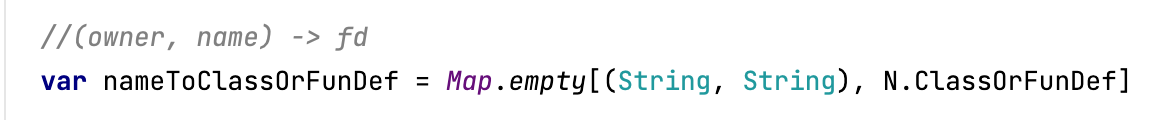 //(owner, name) -> fd
var nameToClassOrFunDef = Map.empty[(String, String), N.ClassOrFunDef]